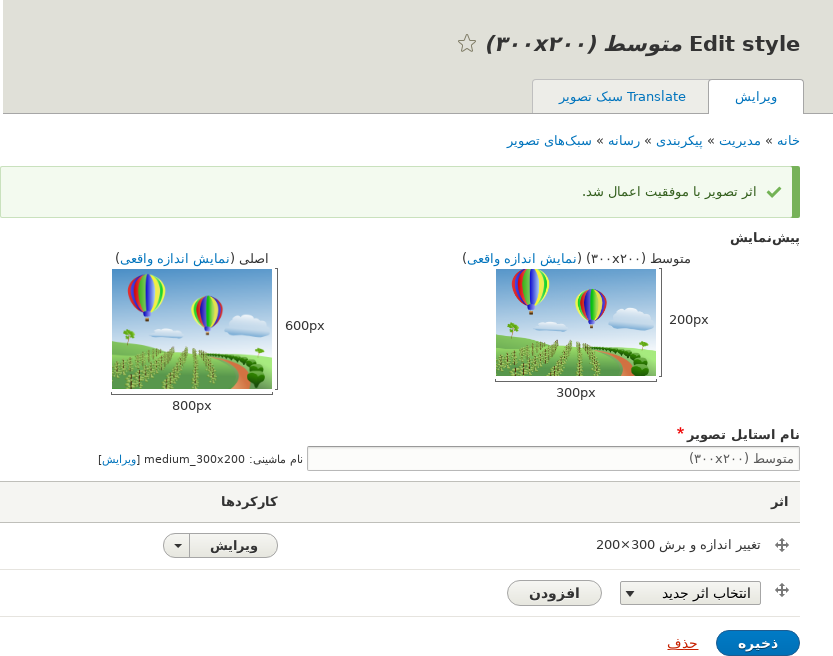 Edit style متوسط (۳۰۰x۲۰۰)
ویرایش
Translate سبک تصویر
خانه » مدیریت » پیکربندی » رسانه » سبک‌های تصویر
اثر تصویر با موفقیت اعمال شد.
پیش‌نمایش
متوسط (۳۰۰x۲۰۰) (نمایش اندازه واقعی)
200px
300px
اصلی (نمایش اندازه واقعی)
600px
800px
نام استایل تصویر *
متوسط (۳۰۰x۲۰۰)
نام ماشینی: medium_300x200 [ویرایش]
اثر
کارکردها
تغییر اندازه و برش 300×200
ویرایش
انتخاب اثر جدید
افزودن
ذخیره
حذف